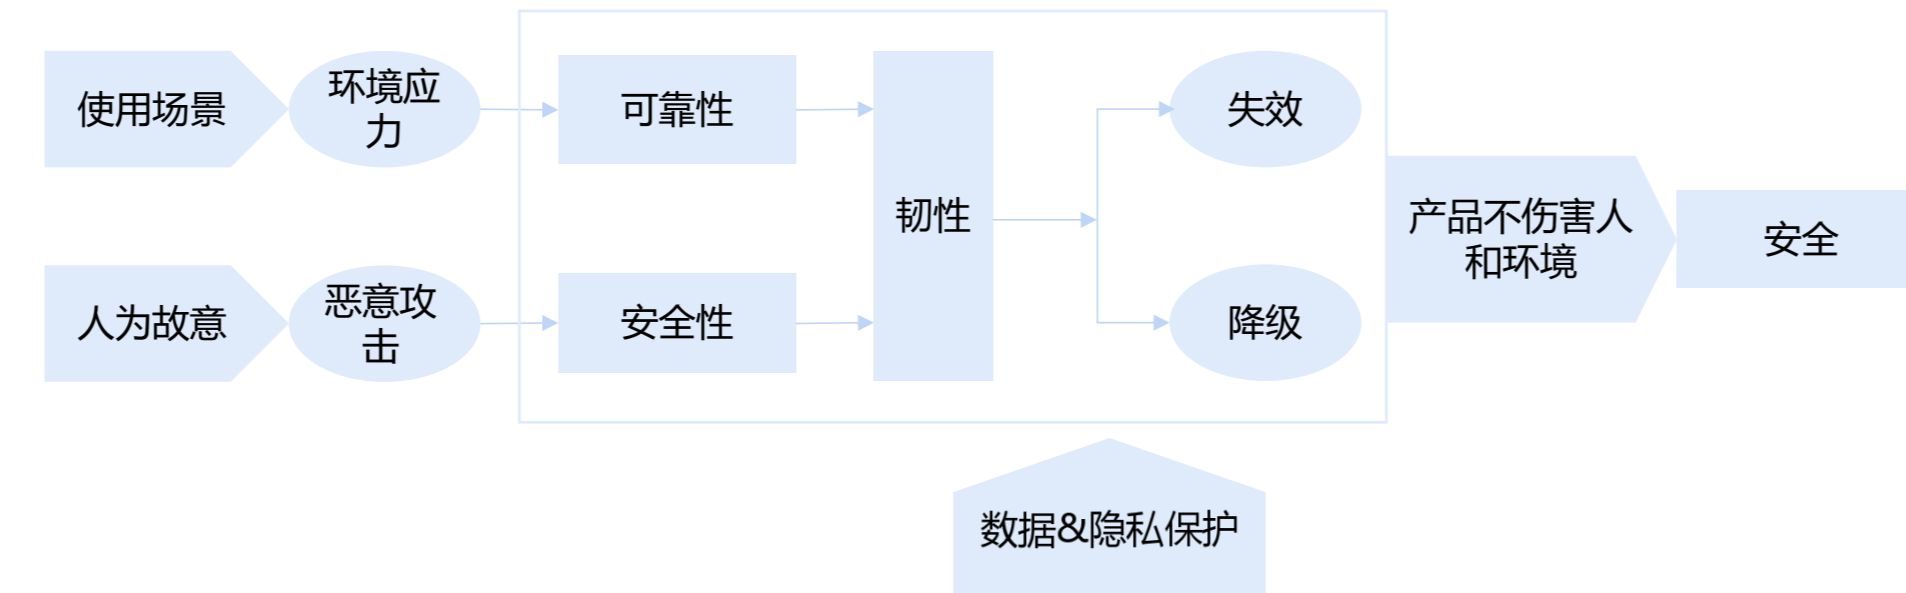 使用场景
环境应
力
可靠性
失效
韧性
产品不伤害人
和环境
安全
人为故意
恶意攻
击
安全性
降级
数据&隐私保护